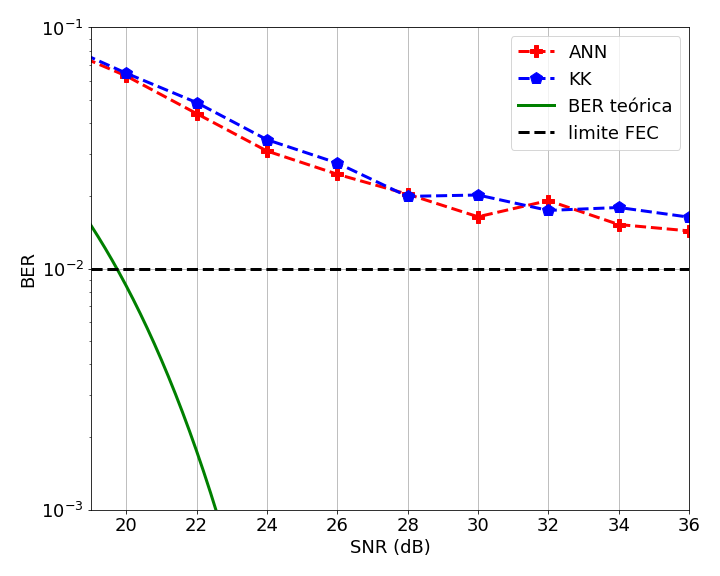 10⁻¹
ANN
KK
BER teórica
limite FEC
BER
10⁻²
10⁻³
20 22 24 26 28 30 32 34 36
SNR (dB)